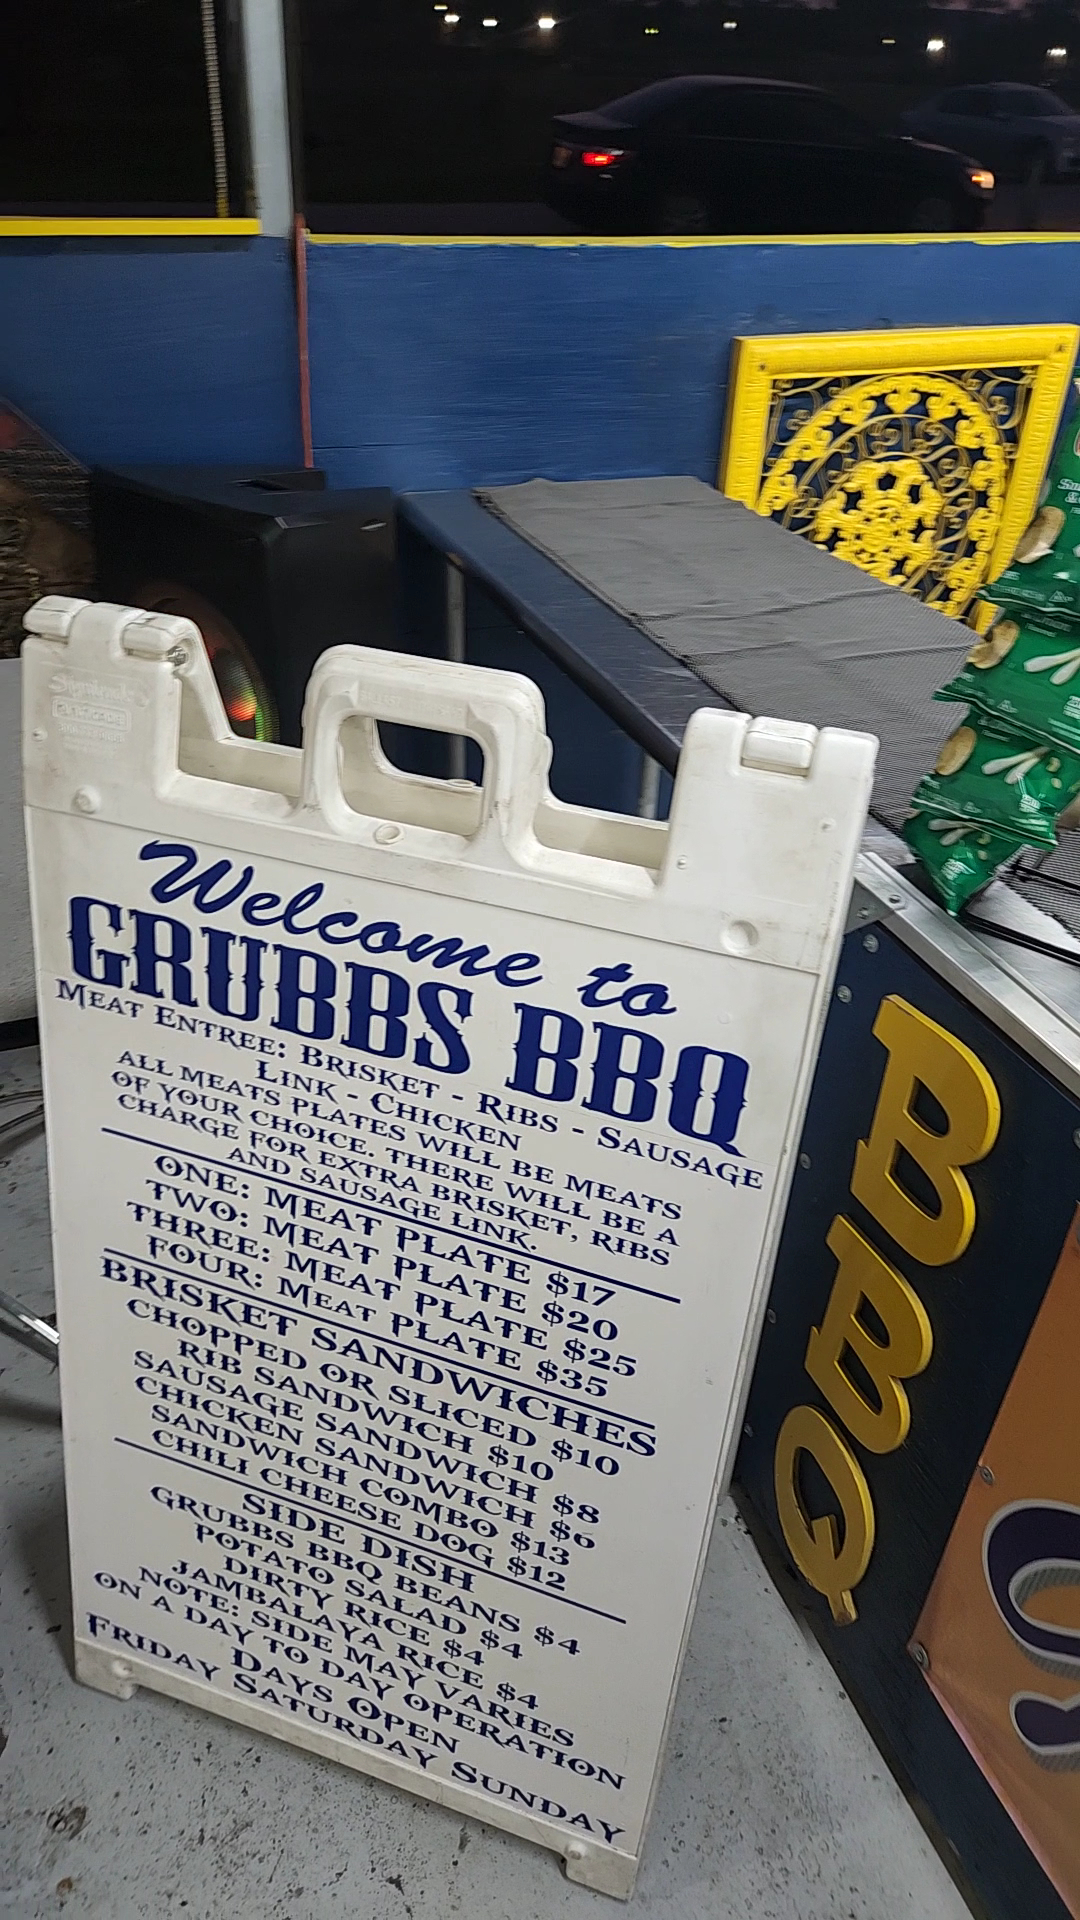 Welcome to
GRUBBS BBQ
MEAT ENTREE: BRISKET - RIBS - SAUSAGE
LINK - CHICKEN
ALL MEATS PLATES WILL BE MEATS
OF YOUR CHOICE. THERE WILL BE A
CHARGE FOR EXTRA BRISKET, RIBS
AND SAUSAGE LINK.
ONE: MEAT PLATE $17
TWO: MEAT PLATE $20
THREE: MEAT PLATE $25
FOUR: MEAT PLATE $35
BRISKET SANDWICHES
CHOPPED OR SLICED $10
RIB SANDWICH $10
SAUSAGE SANDWICH $8
CHICKEN SANDWICH $6
SANDWICH COMBO $13
CHILI CHEESE DOG $12
SIDE DISH
GRUBBS BBQ BEANS $4
POTATO SALAD $4
DIRTY RICE $4
JAMBALAYA RICE $4
NOTE: SIDE MAY VARIES
ON A DAY TO DAY OPERATION
DAYS OPEN
FRIDAY SATURDAY SUNDAY
BBQ